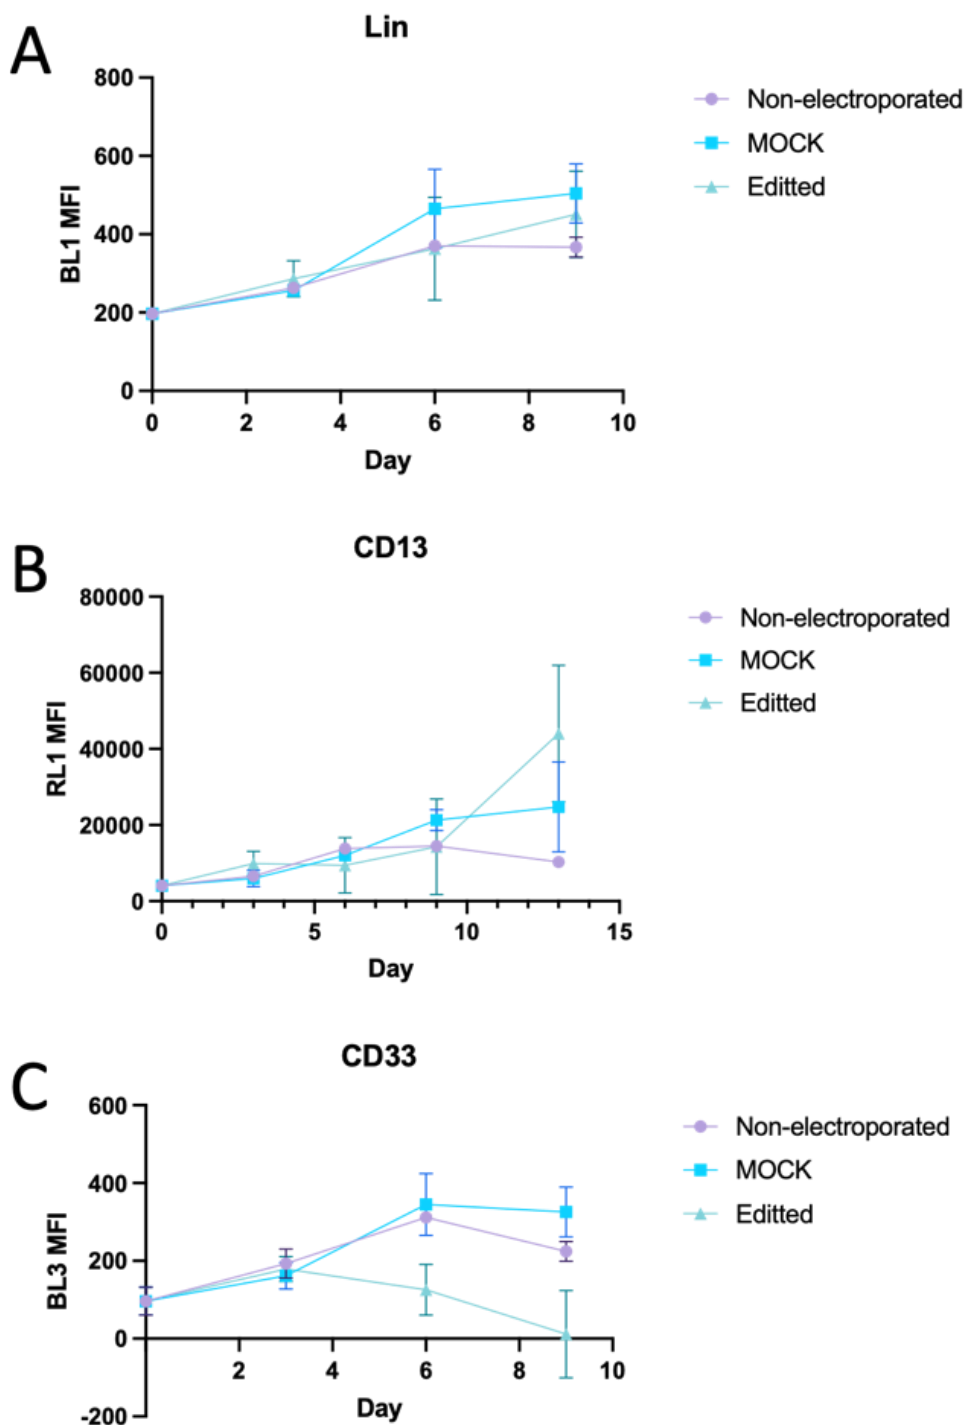 A
Lin
800
600
400
200
0
BL1 MFI
0 2 4 6 8 10
Day
Non-electroporated
MOCK
Editted
B
CD13
80000
60000
40000
20000
0
RL1 MFI
0 5 10 15
Day
Non-electroporated
MOCK
Editted
C
CD33
600
400
200
0
-200
BL3 MFI
2 4 6 8 10
Day
Non-electroporated
MOCK
Editted